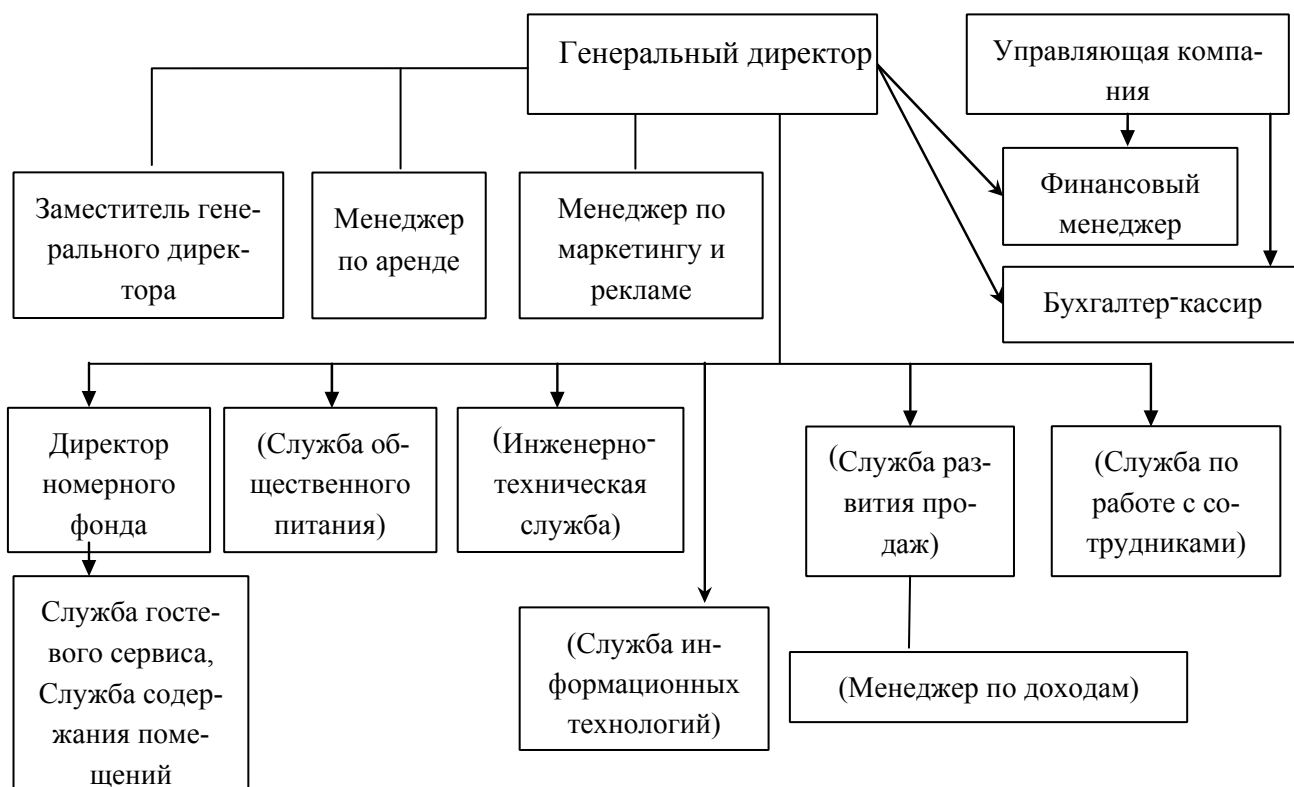 Генеральный директор
Управляющая компа-
ния
Заместитель гене-
рального дирек-
тора
Менеджер
по аренде
Менеджер по
маркетингу и
рекламе
Финансовый
менеджер
Бухгалтер-кассир
Директор
номерного
фонда
(Служба об-
щественного
питания)
(Инженерно-
техническая
служба)
(Служба раз-
вития про-
даж)
(Служба по
работе с со-
трудниками)
Служба госте-
вого сервиса,
Служба содер-
жания поме-
щений
(Служба ин-
формационных
технологий)
(Менеджер по доходам)